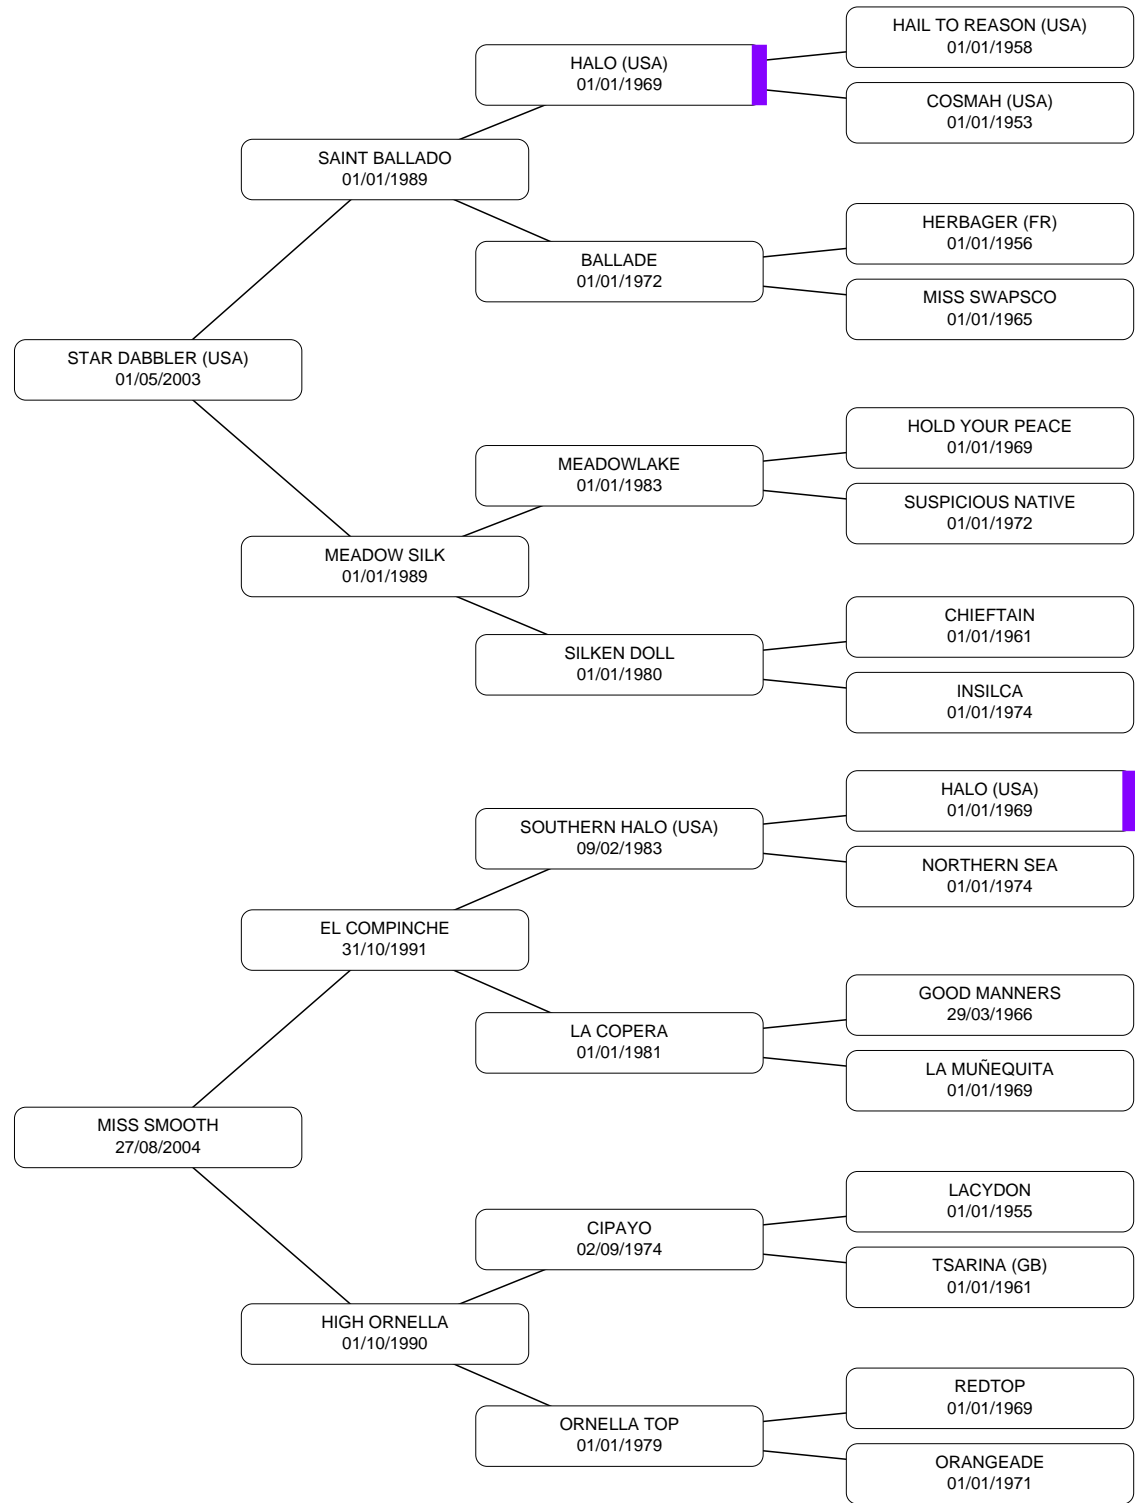 HAIL TO REASON (USA)
01/01/1958
HALO (USA)
01/01/1969
COSMAH (USA)
01/01/1953
SAINT BALLADO
01/01/1989
HERBAGER (FR)
01/01/1956
BALLADE
01/01/1972
MISS SWAPSCO
01/01/1965
STAR DABBLER (USA)
01/05/2003
HOLD YOUR PEACE
01/01/1969
MEADOWLAKE
01/01/1983
SUSPICIOUS NATIVE
01/01/1972
MEADOW SILK
01/01/1989
CHIEFTAIN
01/01/1961
SILKEN DOLL
01/01/1980
INSILCA
01/01/1974
HALO (USA)
01/01/1969
SOUTHERN HALO (USA)
09/02/1983
NORTHERN SEA
01/01/1974
EL COMPINCHE
31/10/1991
GOOD MANNERS
29/03/1966
LA COPERA
01/01/1981
LA MUÑEQUITA
01/01/1969
MISS SMOOTH
27/08/2004
LACYDON
01/01/1955
CIPAYO
02/09/1974
TSARINA (GB)
01/01/1961
HIGH ORNELLA
01/10/1990
REDTOP
01/01/1969
ORNELLA TOP
01/01/1979
ORANGEADE
01/01/1971